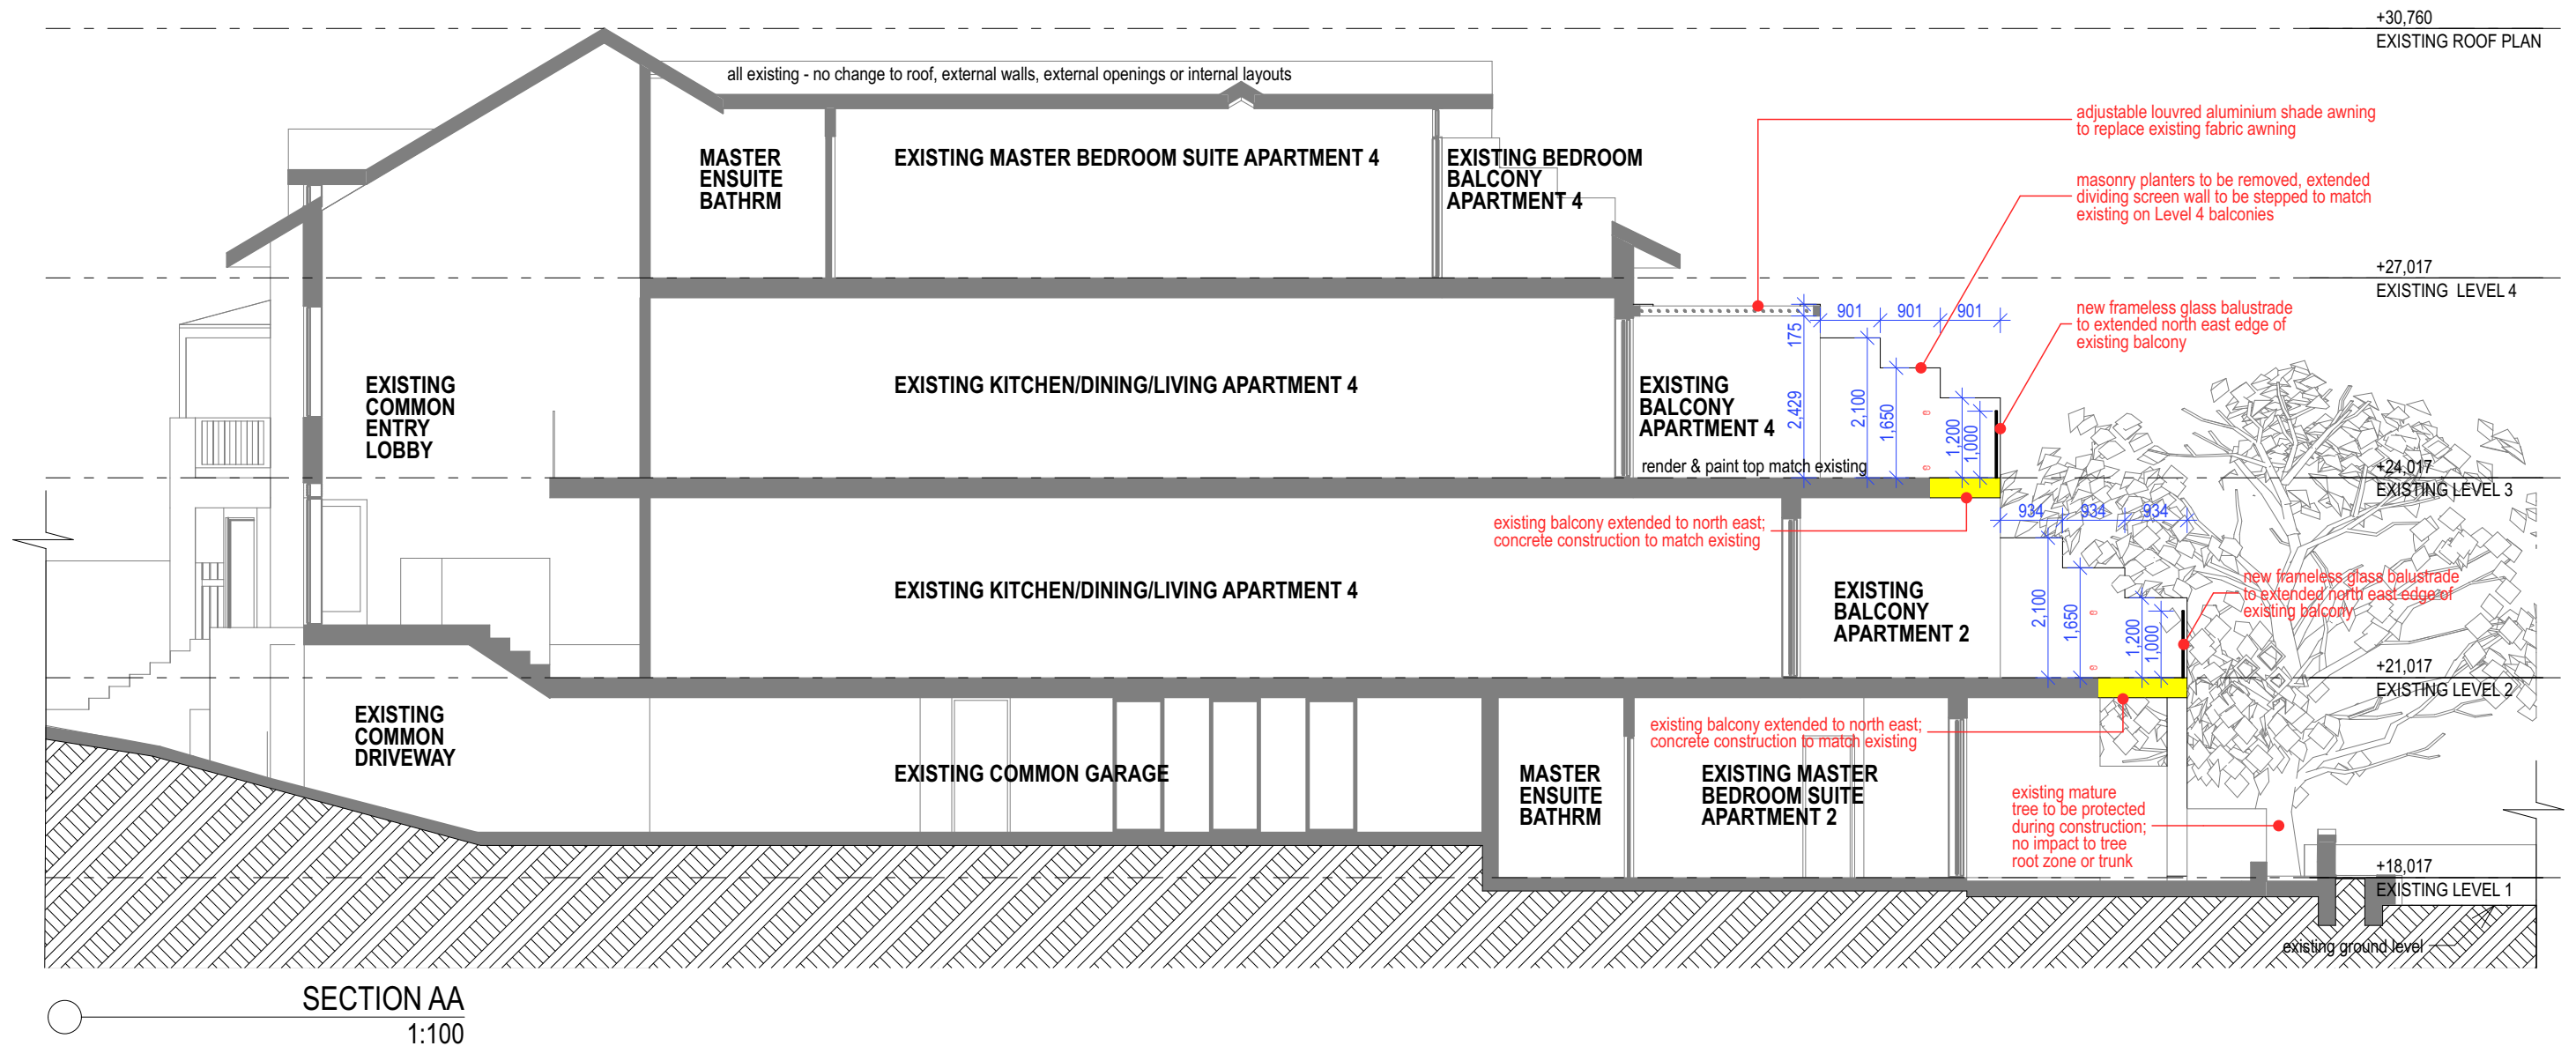 +30,760
EXISTING ROOF PLAN
all existing - no change to roof, external walls, external openings or internal layouts
adjustable louvred aluminium shade awning
to replace existing fabric awning
MASTER
ENSUITE
BATHRM
EXISTING MASTER BEDROOM SUITE APARTMENT 4
EXISTING BEDROOM
BALCONY
APARTMENT 4
masonry planters to be removed, extended
dividing screen wall to be stepped to match
existing on Level 4 balconies
+27,017
EXISTING LEVEL 4
901
901
901
175
new frameless glass balustrade
to extended north east edge of
existing balcony
EXISTING
COMMON
ENTRY
LOBBY
EXISTING KITCHEN/DINING/LIVING APARTMENT 4
EXISTING
BALCONY
APARTMENT 4
2,429
2,100
1,650
1,200
1,000
e
e
render & paint top match existing
+24,017
EXISTING LEVEL 3
934
934
934
existing balcony extended to north east;
concrete construction to match existing
EXISTING KITCHEN/DINING/LIVING APARTMENT 4
EXISTING
BALCONY
APARTMENT 2
2,100
1,650
1,200
1,000
e
e
new frameless glass balustrade
to extended north east edge of
existing balcony
+21,017
EXISTING LEVEL 2
EXISTING
COMMON
DRIVEWAY
existing balcony extended to north east;
concrete construction to match existing
EXISTING COMMON GARAGE
MASTER
ENSUITE
BATHRM
EXISTING MASTER
BEDROOM SUITE
APARTMENT 2
existing mature
tree to be protected
during construction;
no impact to tree
root zone or trunk
+18,017
EXISTING LEVEL 1
existing ground level
SECTION AA
1:100